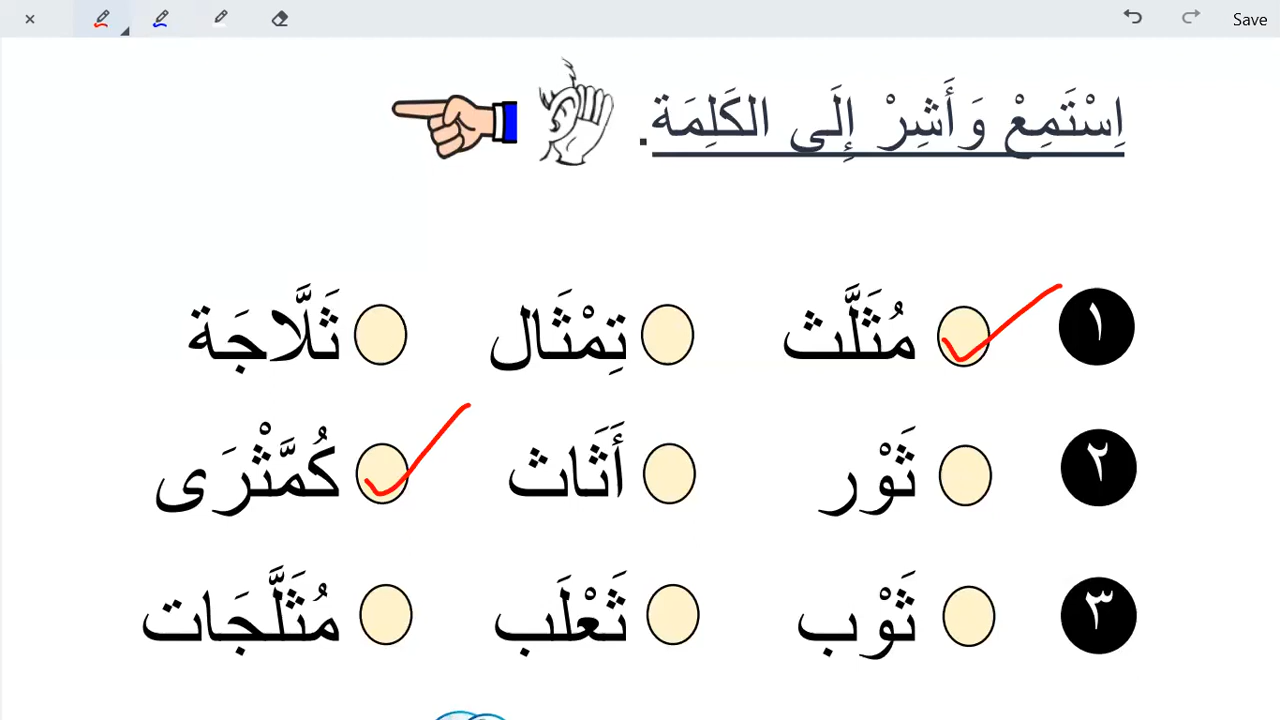 Save
اِسْتَمِعْ وَأَشِرْ إِلَى الكَلِمَة.
١ مُثَلَّث تِمْثَال ثَلَّاجَة
٢ ثَوْر أَثَاث كُمَّثْرَى
٣ ثَوْب ثَعْلَب مُثَلَّجَات